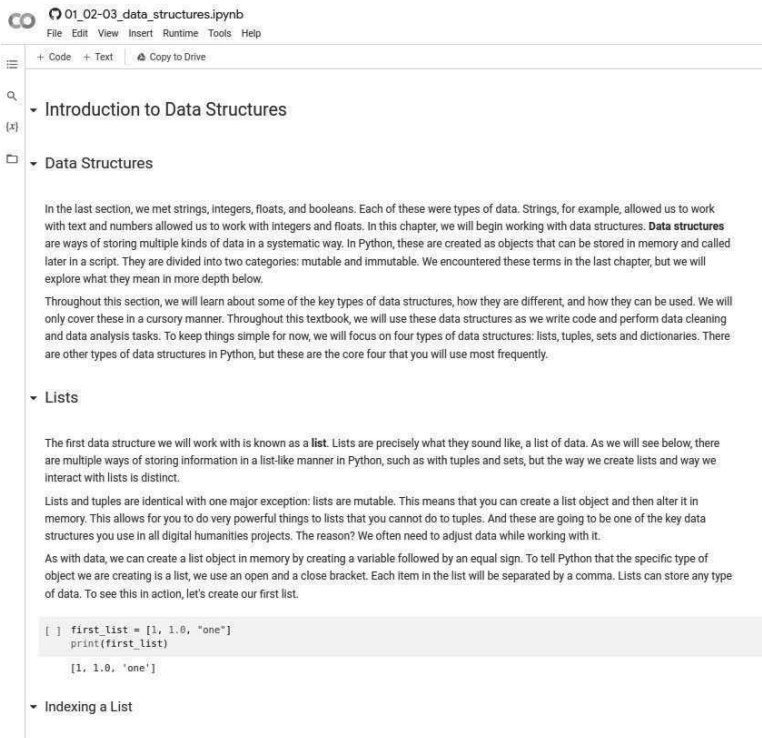 01_02-03_data_structures.ipynb
File Edit View Insert Runtime Tools Help
+ Code + Text Copy to Drive
{x}
Introduction to Data Structures
Data Structures
In the last section, we met strings, integers, floats, and booleans. Each of these were types of data. Strings, for example, allowed us to work
with text and numbers allowed us to work with integers and floats. In this chapter, we will begin working with data structures. Data structures
are ways of storing multiple kinds of data in a systematic way. In Python, these are created as objects that can be stored in memory and called
later in a script. They are divided into two categories: mutable and immutable. We encountered these terms in the last chapter, but we will
explore what they mean in more depth below.
Throughout this section, we will learn about some of the key types of data structures, how they are different, and how they can be used. We will
only cover these in a cursory manner. Throughout this textbook, we will use these data structures as we write code and perform data cleaning
and data analysis tasks. To keep things simple for now, we will focus on four types of data structures: lists, tuples, sets and dictionaries. There
are other types of data structures in Python, but these are the core four that you will use most frequently.
Lists
The first data structure we will work with is known as a list. Lists are precisely what they sound like, a list of data. As we will see below, there
are multiple ways of storing information in a list-like manner in Python, such as with tuples and sets, but the way we create lists and way we
interact with lists is distinct.
Lists and tuples are identical with one major exception: lists are mutable. This means that you can create a list object and then alter it in
memory. This allows for you to do very powerful things to lists that you cannot do to tuples. And these are going to be one of the key data
structures you use in all digital humanities projects. The reason? We often need to adjust data while working with it.
As with data, we can create a list object in memory by creating a variable followed by an equal sign. To tell Python that the specific type of
object we are creating is a list, we use an open and a close bracket. Each item in the list will be separated by a comma. Lists can store any type
of data. To see this in action, let's create our first list.
[ ] first_list = [1, 1.0, "one"]
print(first_list)
[1, 1.0, 'one']
Indexing a List